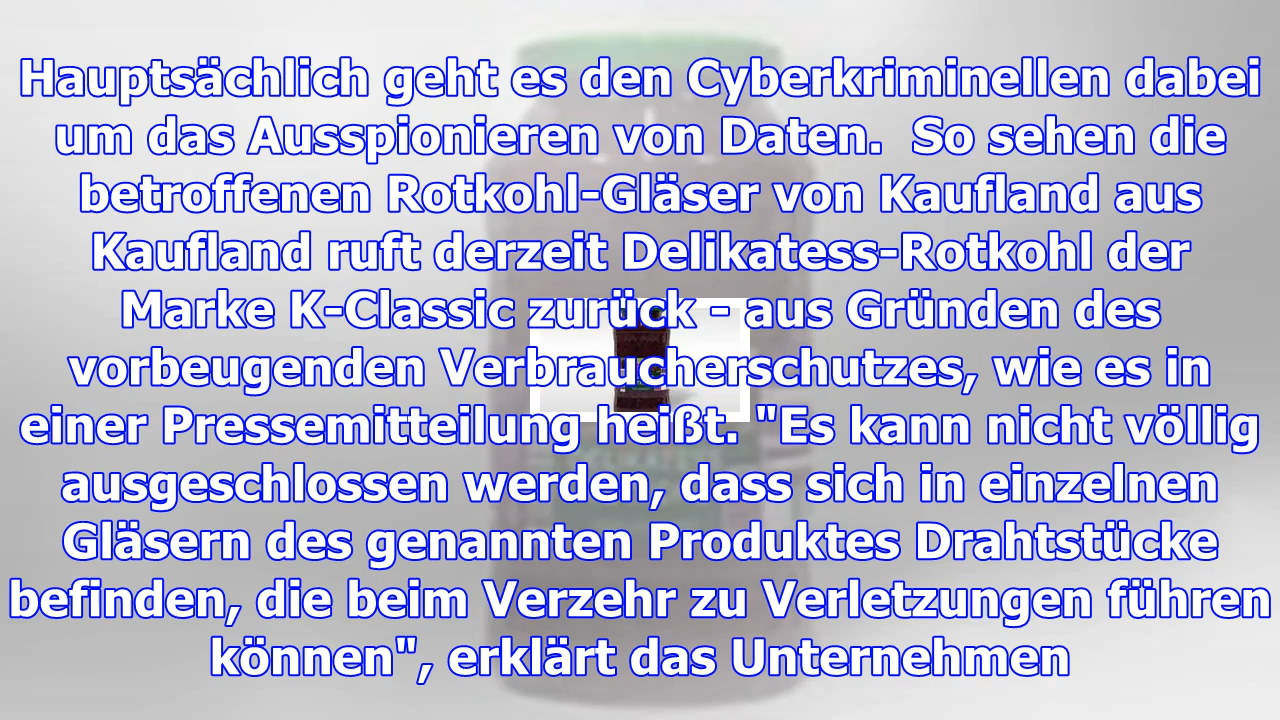 Hauptsächlich geht es den Cyberkriminellen dabei
um das Ausspionieren von Daten.  So sehen die
betroffenen Rotkohl-Gläser von Kaufland aus
Kaufland ruft derzeit Delikatess-Rotkohl der
Marke K-Classic zurück - aus Gründen des
vorbeugenden Verbraucherschutzes, wie es in
einer Pressemitteilung heißt. "Es kann nicht völlig
ausgeschlossen werden, dass sich in einzelnen
Gläsern des genannten Produktes Drahtstücke
befinden, die beim Verzehr zu Verletzungen führen
können", erklärt das Unternehmen